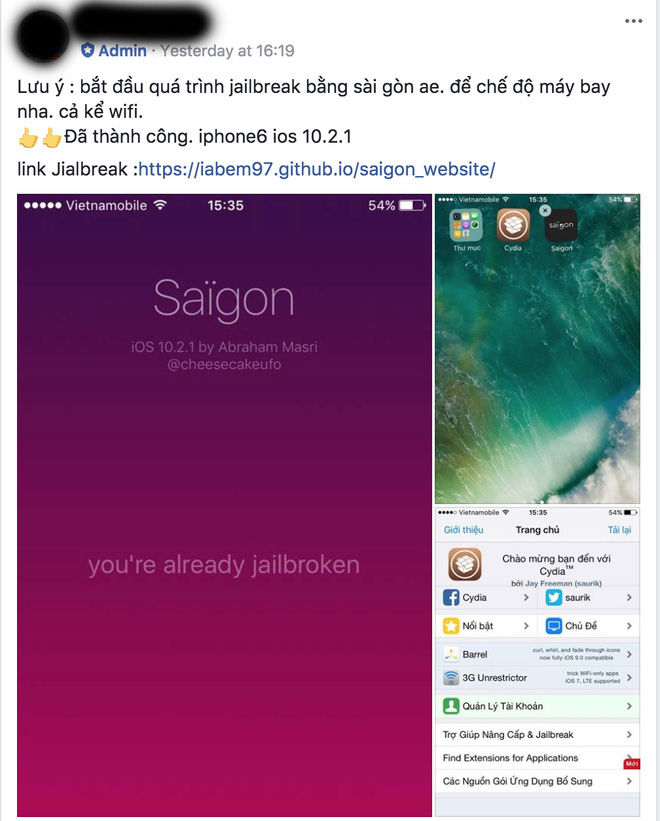 Admin · Yesterday at 16:19
Lưu ý : bắt đầu quá trình jailbreak bằng sài gòn ae. để chế độ máy bay
nha. cả kể wifi.
👍👍Đã thành công. iphone6 ios 10.2.1
link Jialbreak :https://iabem97.github.io/saigon_website/
Vietnamobile 15:35 54%
Saïgon
iOS 10.2.1 by Abraham Masri
@cheesecakeufo
you're already jailbroken
Vietnamobile 15:35 54%
saïgon
Thư mục Cydia Saigon
Vietnamobile 15:35 54%
Giới thiệu Trang chủ Tải lại
Chào mừng bạn đến với
Cydia™
bởi Jay Freeman (saurik)
Cydia saurik
Nổi bật Chủ Đề
Barrel curl, whirl, and fade through icons
now fully iOS 9.0 compatible
3G Unrestrictor trick WiFi-only apps
iOS 7, LTE supported
Quản Lý Tài Khoản
Trợ Giúp Nâng Cấp & Jailbreak
Find Extensions for Applications
Mới
Các Nguồn Gói Ứng Dụng Bổ Sung